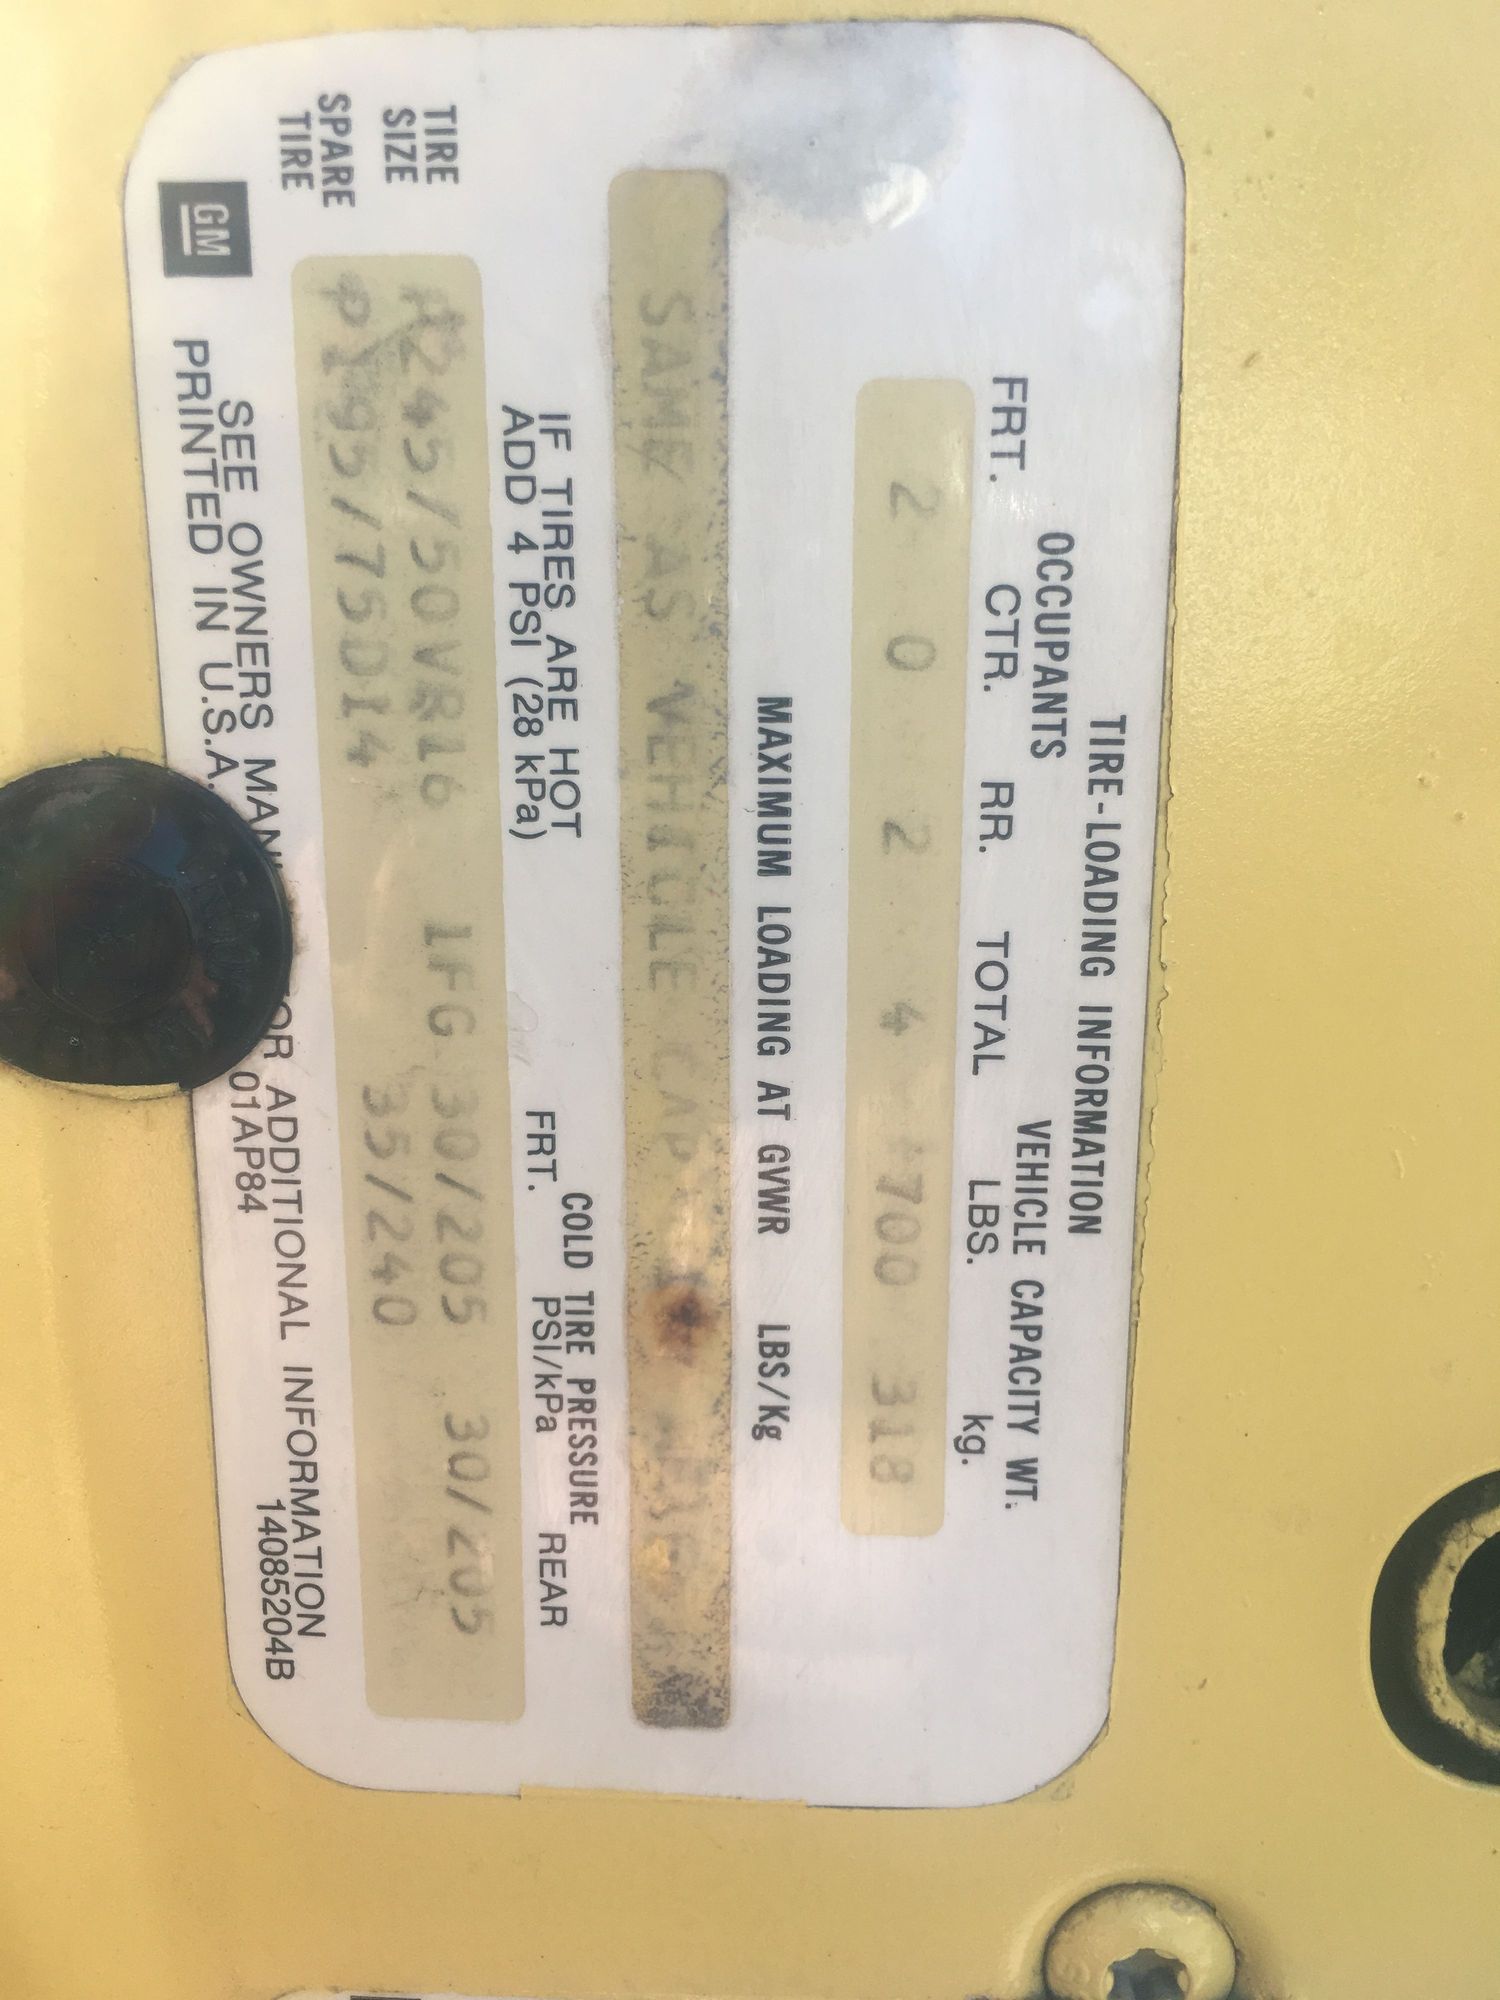 TIRE-LOADING INFORMATION
OCCUPANTS VEHICLE CAPACITY WT.
FRT. CTR. RR. TOTAL LBS. kg.
2 0 2 4 700 318
MAXIMUM LOADING AT GVWR LBS/Kg
SAME AS VEHICLE CAP
COLD TIRE PRESSURE
IF TIRES ARE HOT FRT. PSI/kPa REAR
ADD 4 PSI (28 kPa)
TIRE SIZE P245/50VR16 1FG 30/205 30/205
SPARE TIRE P195/75D14 35/240
SEE OWNERS OR ADDITIONAL INFORMATION
GM PRINTED IN U.S.A. 01AP84 14085204B